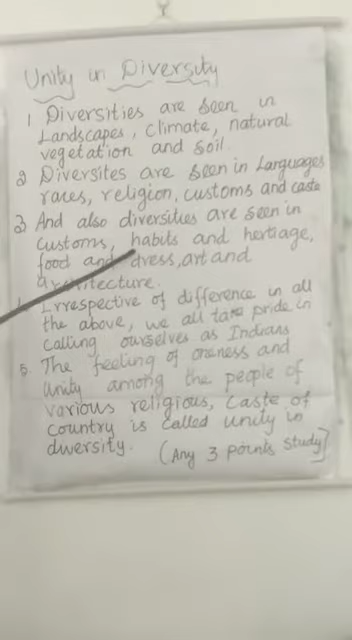 Unity in Diversity
1 Diversities are seen in
Landscapes, climate, natural
vegetation and soil.
2 Diversites are seen in Languages
races, religion, customs and caste
3 And also diversities are seen in
customs, habits and heritage,
food and dress, art and
architecture.
4. Irrespective of difference in all
the above, we all take pride in
calling ourselves as Indians
5. The feeling of oneness and
unity among the people of
various religious, caste of
country is called unity in
diversity. (Any 3 points study)